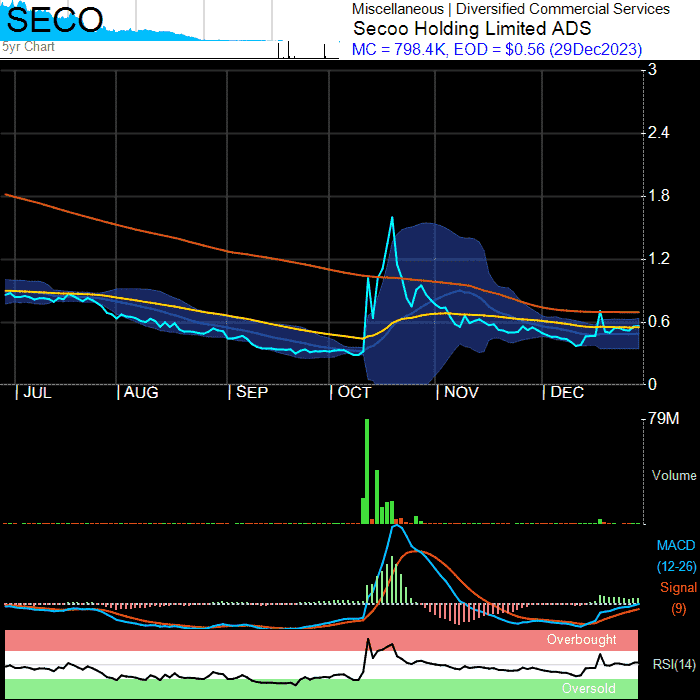 SECO
5yr Chart
Miscellaneous | Diversified Commercial Services
Secoo Holding Limited ADS
MC = 798.4K, EOD = $0.56 (29Dec2023)
3
2.4
1.8
1.2
0.6
0
JUL AUG SEP OCT NOV DEC
79M
Volume
MACD
(12-26)
Signal
(9)
Overbought
RSI(14)
Oversold